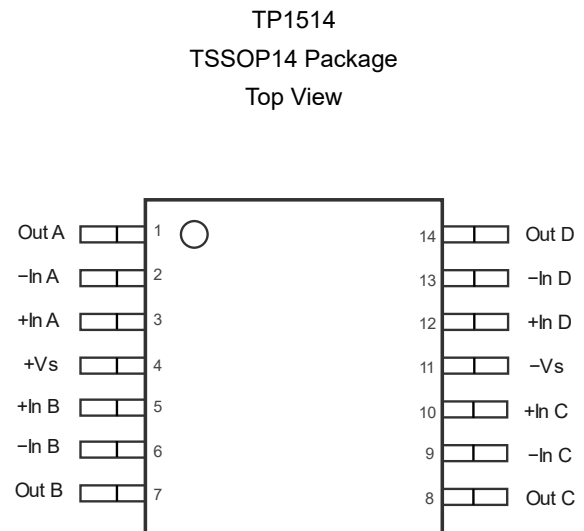 TP1514
TSSOP14 Package
Top View
Out A 1 14 Out D
−In A 2 13 −In D
+In A 3 12 +In D
+Vs 4 11 −Vs
+In B 5 10 +In C
−In B 6 9 −In C
Out B 7 8 Out C